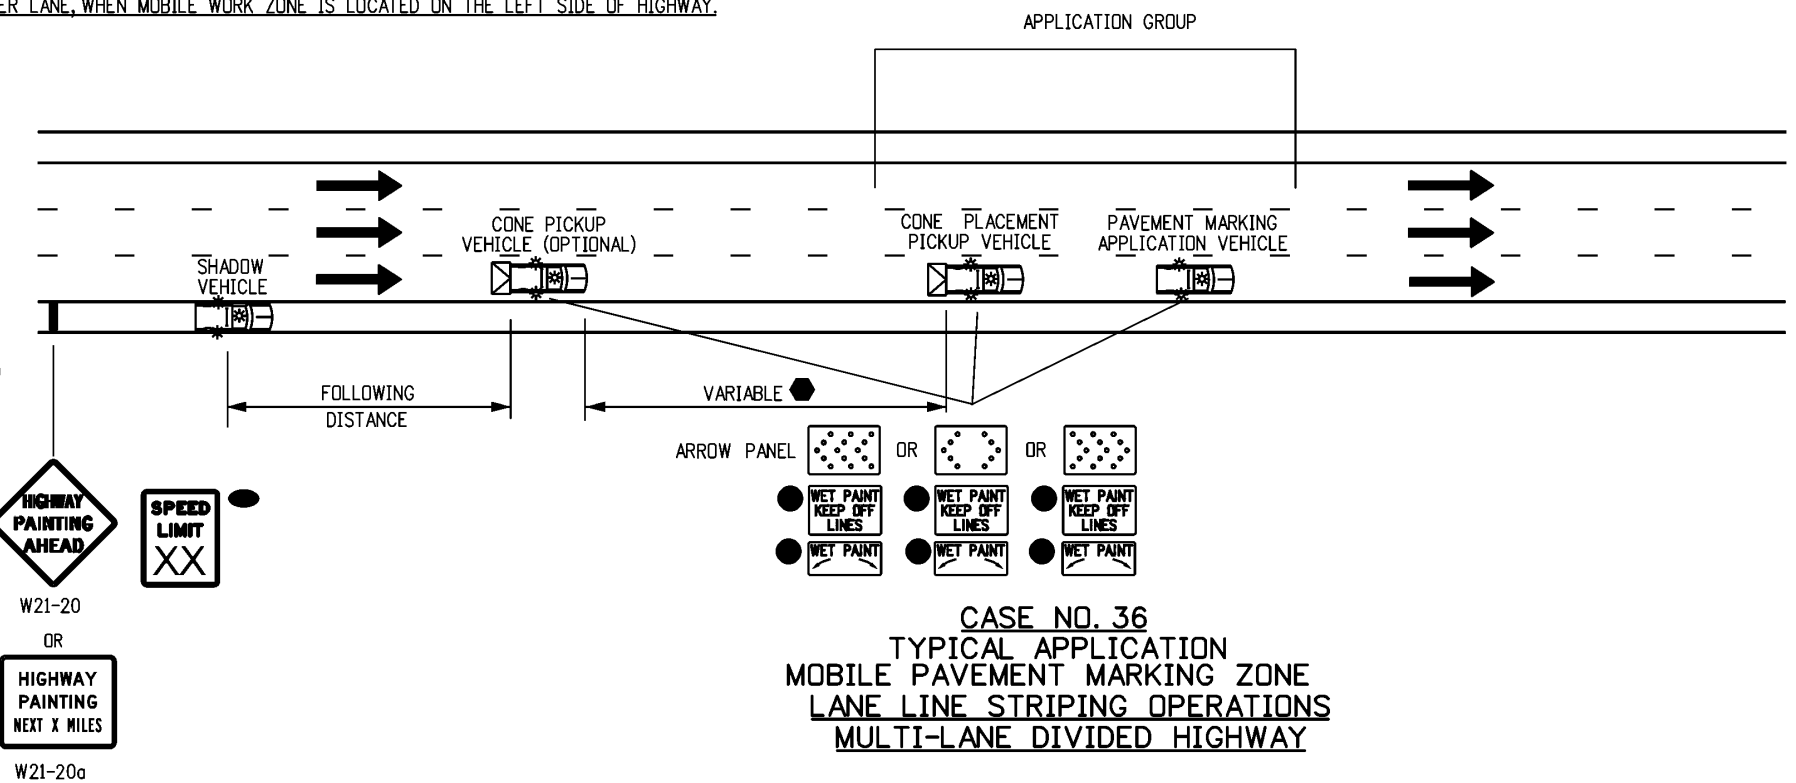 ER LANE, WHEN MOBILE WORK ZONE IS LOCATED ON THE LEFT SIDE OF HIGHWAY.
APPLICATION GROUP
CONE PICKUP
VEHICLE (OPTIONAL)
CONE PLACEMENT
PICKUP VEHICLE
PAVEMENT MARKING
APPLICATION VEHICLE
SHADOW
VEHICLE
FOLLOWING
DISTANCE
VARIABLE
ARROW PANEL
OR
OR
HIGHWAY
PAINTING
AHEAD
SPEED
LIMIT
XX
WET PAINT
KEEP OFF
LINES
WET PAINT
KEEP OFF
LINES
WET PAINT
KEEP OFF
LINES
WET PAINT
WET PAINT
WET PAINT
W21-20
OR
HIGHWAY
PAINTING
NEXT X MILES
W21-20a
CASE NO. 36
TYPICAL APPLICATION
MOBILE PAVEMENT MARKING ZONE
LANE LINE STRIPING OPERATIONS
MULTI-LANE DIVIDED HIGHWAY